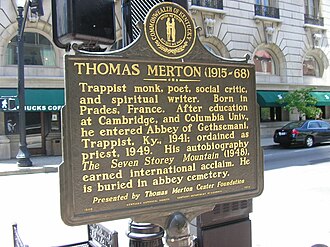 COMMONWEALTH OF KENTUCKY
THOMAS MERTON (1915-68)
Trappist monk, poet, social critic,
and spiritual writer. Born in
Prades, France. After education
at Cambridge, and Columbia Univ.,
he entered Abbey of Gethsemani,
Trappist, Ky., 1941; ordained as
priest, 1949. His autobiography
The Seven Storey Mountain (1948),
earned international acclaim. He
is buried in abbey cemetery.
Presented by Thomas Merton Center Foundation
UCKS CO